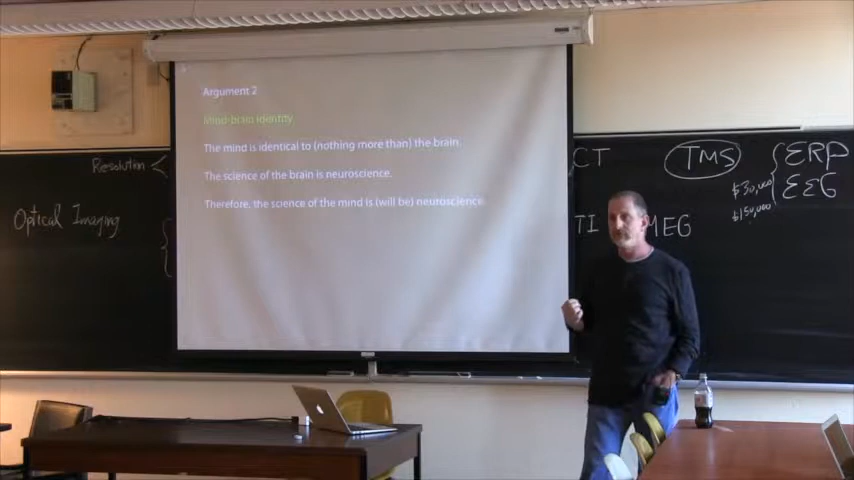 Argument 2
Mind-brain identity
The mind is identical to (nothing more than) the brain.
The science of the brain is neuroscience.
Therefore, the science of the mind is (will be) neuroscience
Resolution <
Optical Imaging
CT
TMS
ERP
$30,000
EEG
$150,000
TI
MEG